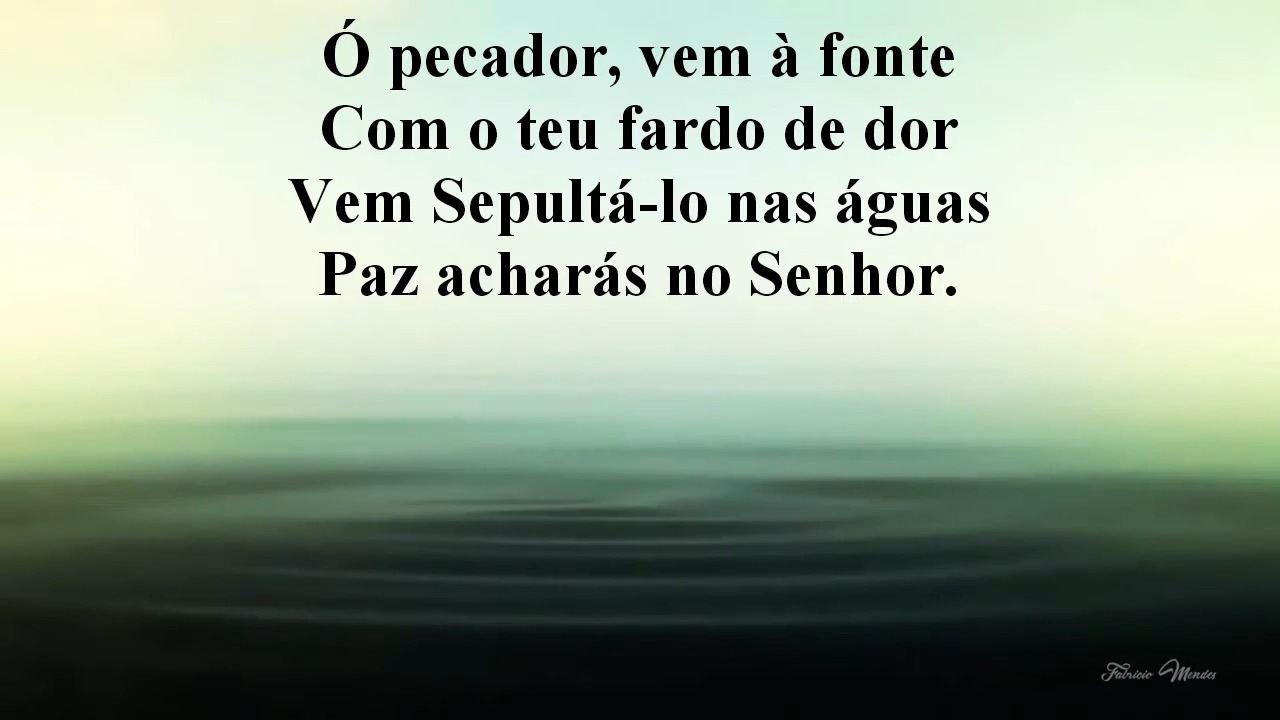 Ó pecador, vem à fonte
Com o teu fardo de dor
Vem Sepultá-lo nas águas
Paz acharás no Senhor.
Fabricio Mendes